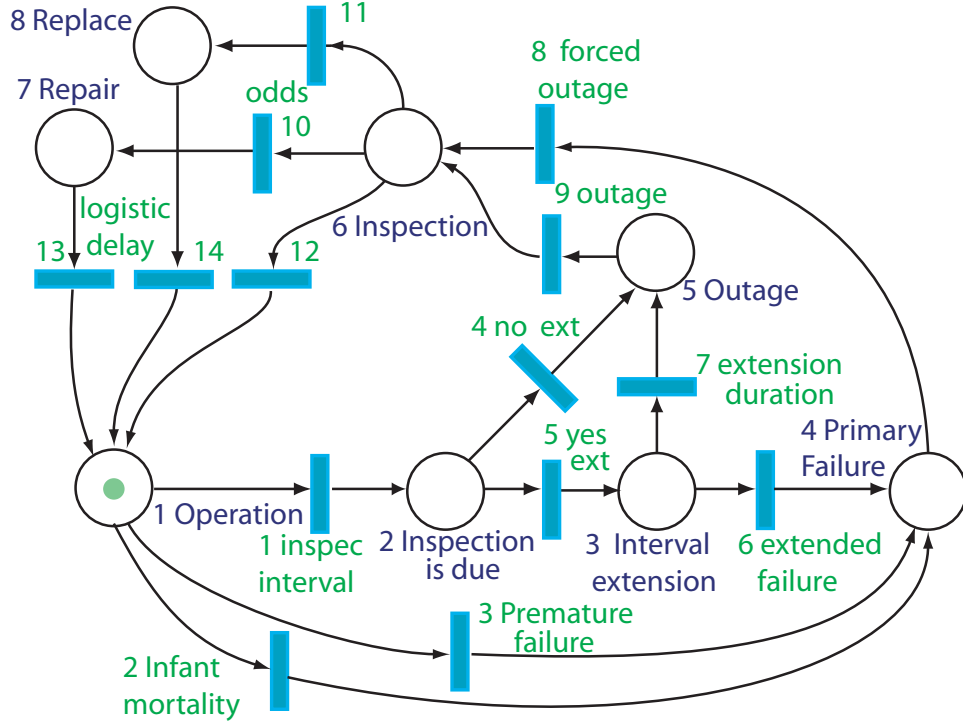 8 Replace
11
8 forced
outage
7 Repair
odds
10
9 outage
logistic
delay
13
14
12
6 Inspection
5 Outage
4 no ext
7 extension
duration
5 yes
ext
4 Primary
Failure
1 Operation
1 inspec
interval
2 Inspection
is due
3 Interval
extension
6 extended
failure
3 Premature
failure
2 Infant
mortality